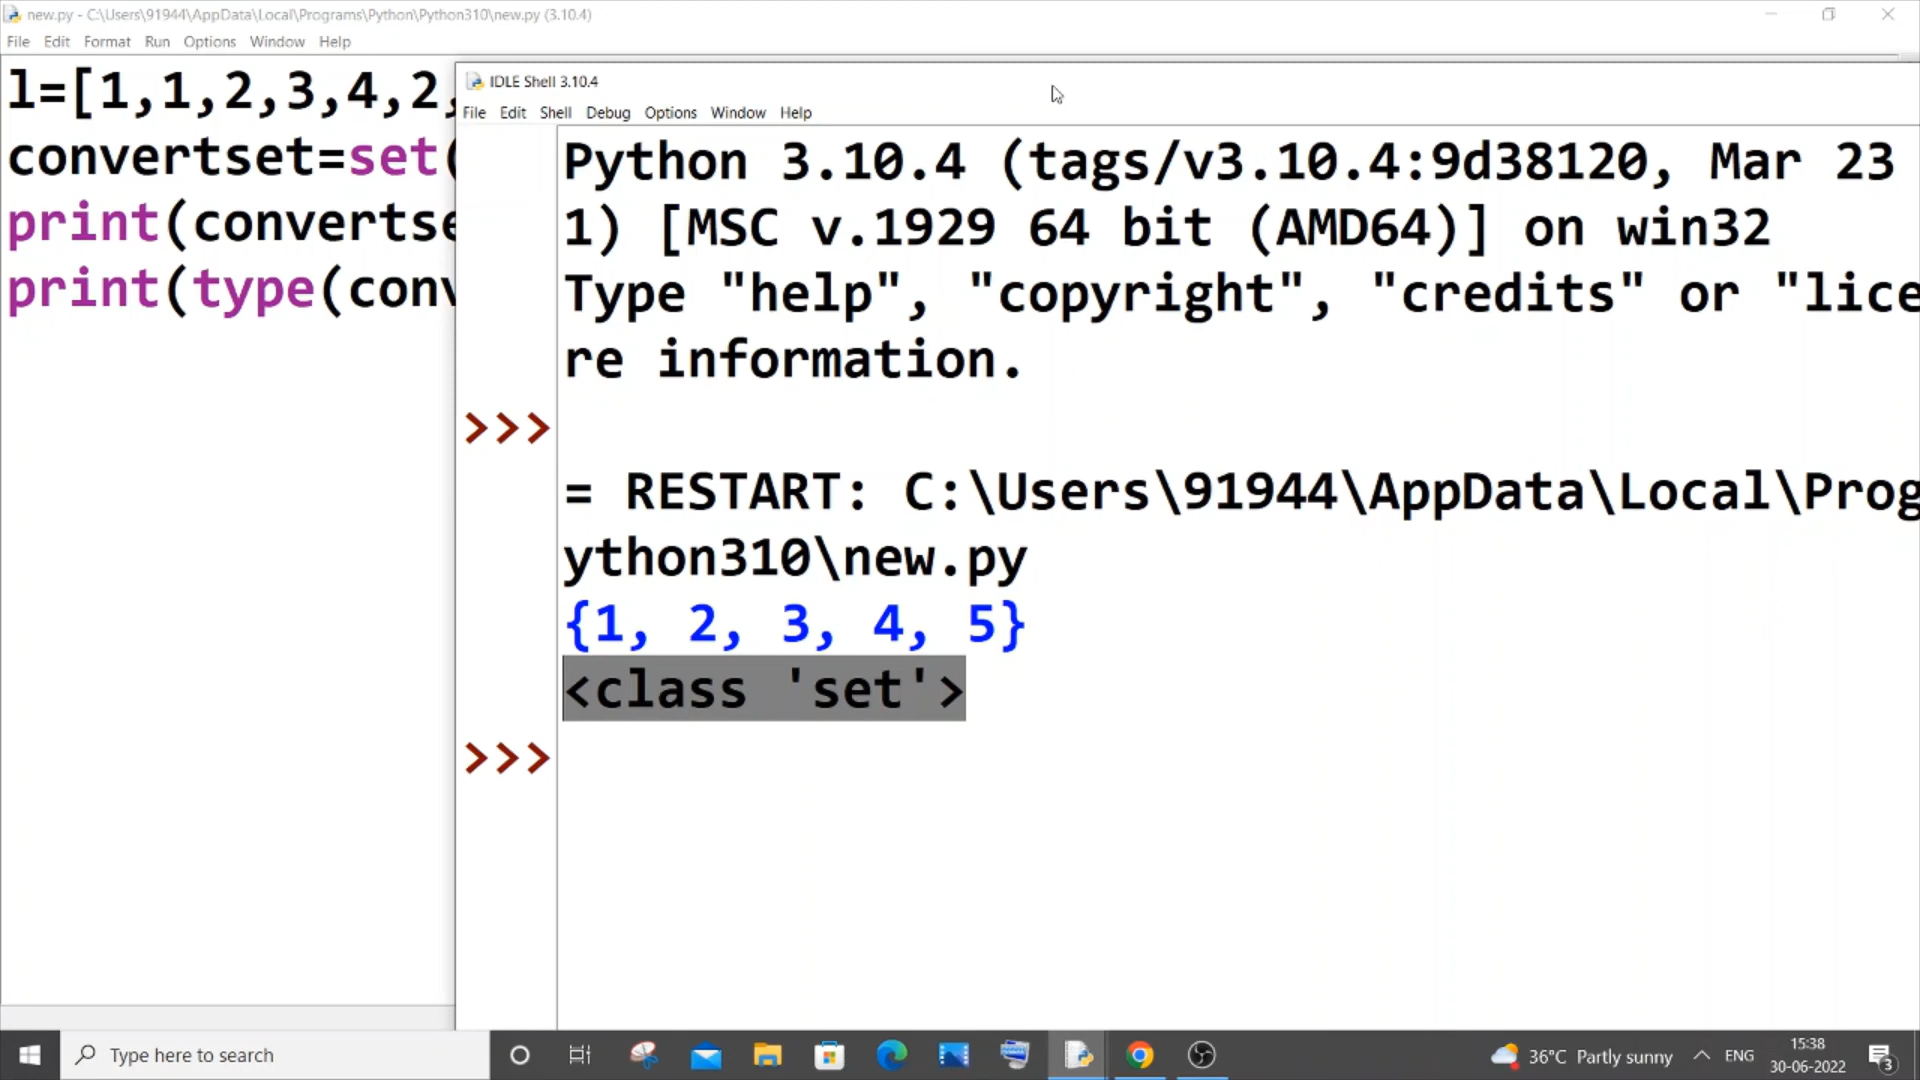 new.py - C:\Users\91944\AppData\Local\Programs\Python\Python310\new.py (3.10.4)
File Edit Format Run Options Window Help
l=[1,1,2,3,4,2,
convertset=set(
print(convertse
print(type(conv
IDLE Shell 3.10.4
File Edit Shell Debug Options Window Help
Python 3.10.4 (tags/v3.10.4:9d38120, Mar 23
1) [MSC v.1929 64 bit (AMD64)] on win32
Type "help", "copyright", "credits" or "lice
re information.
>>>
= RESTART: C:\Users\91944\AppData\Local\Prog
ython310\new.py
{1, 2, 3, 4, 5}
<class 'set'>
>>>
Type here to search
36°C Partly sunny
ENG
15:38
30-06-2022
3